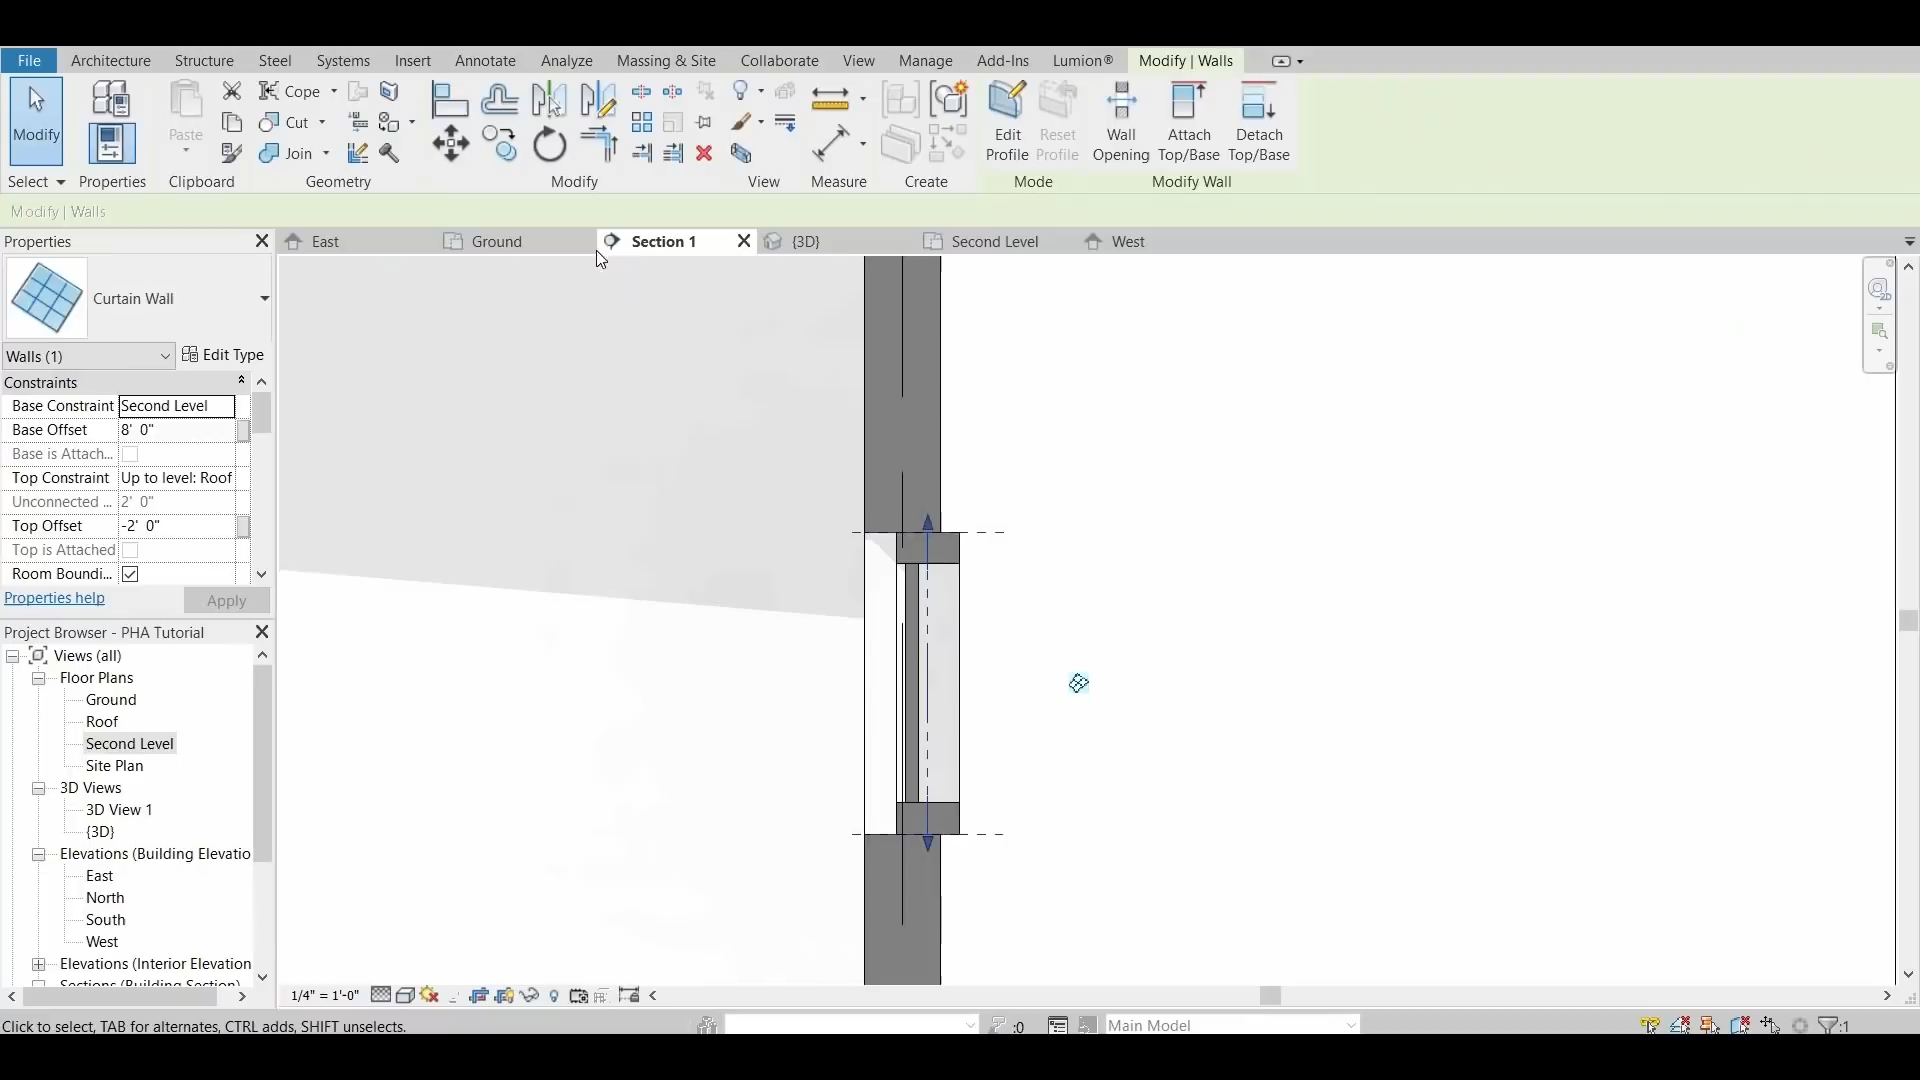 File Architecture Structure Steel Systems Insert Annotate Analyze Massing & Site Collaborate View Manage Add-Ins Lumion® Modify | Walls
Modify
Paste
Cope
Cut
Join
Edit Profile
Reset Profile
Wall Opening
Attach Top/Base
Detach Top/Base
Select Properties Clipboard Geometry Modify View Measure Create Mode Modify Wall
Modify | Walls
Properties
East Ground Section 1 {3D} Second Level West
Curtain Wall
Walls (1) Edit Type
Constraints
Base Constraint Second Level
Base Offset 8' 0"
Base is Attach...
Top Constraint Up to level: Roof
Unconnected ... 2' 0"
Top Offset -2' 0"
Top is Attached
Room Boundi...
Properties help Apply
Project Browser - PHA Tutorial
Views (all)
Floor Plans
Ground
Roof
Second Level
Site Plan
3D Views
3D View 1
{3D}
Elevations (Building Elevatio
East
North
South
West
Elevations (Interior Elevation
Sections (Building Section)
2D
1/4" = 1'-0"
Click to select, TAB for alternates, CTRL adds, SHIFT unselects.
:0
Main Model
:1